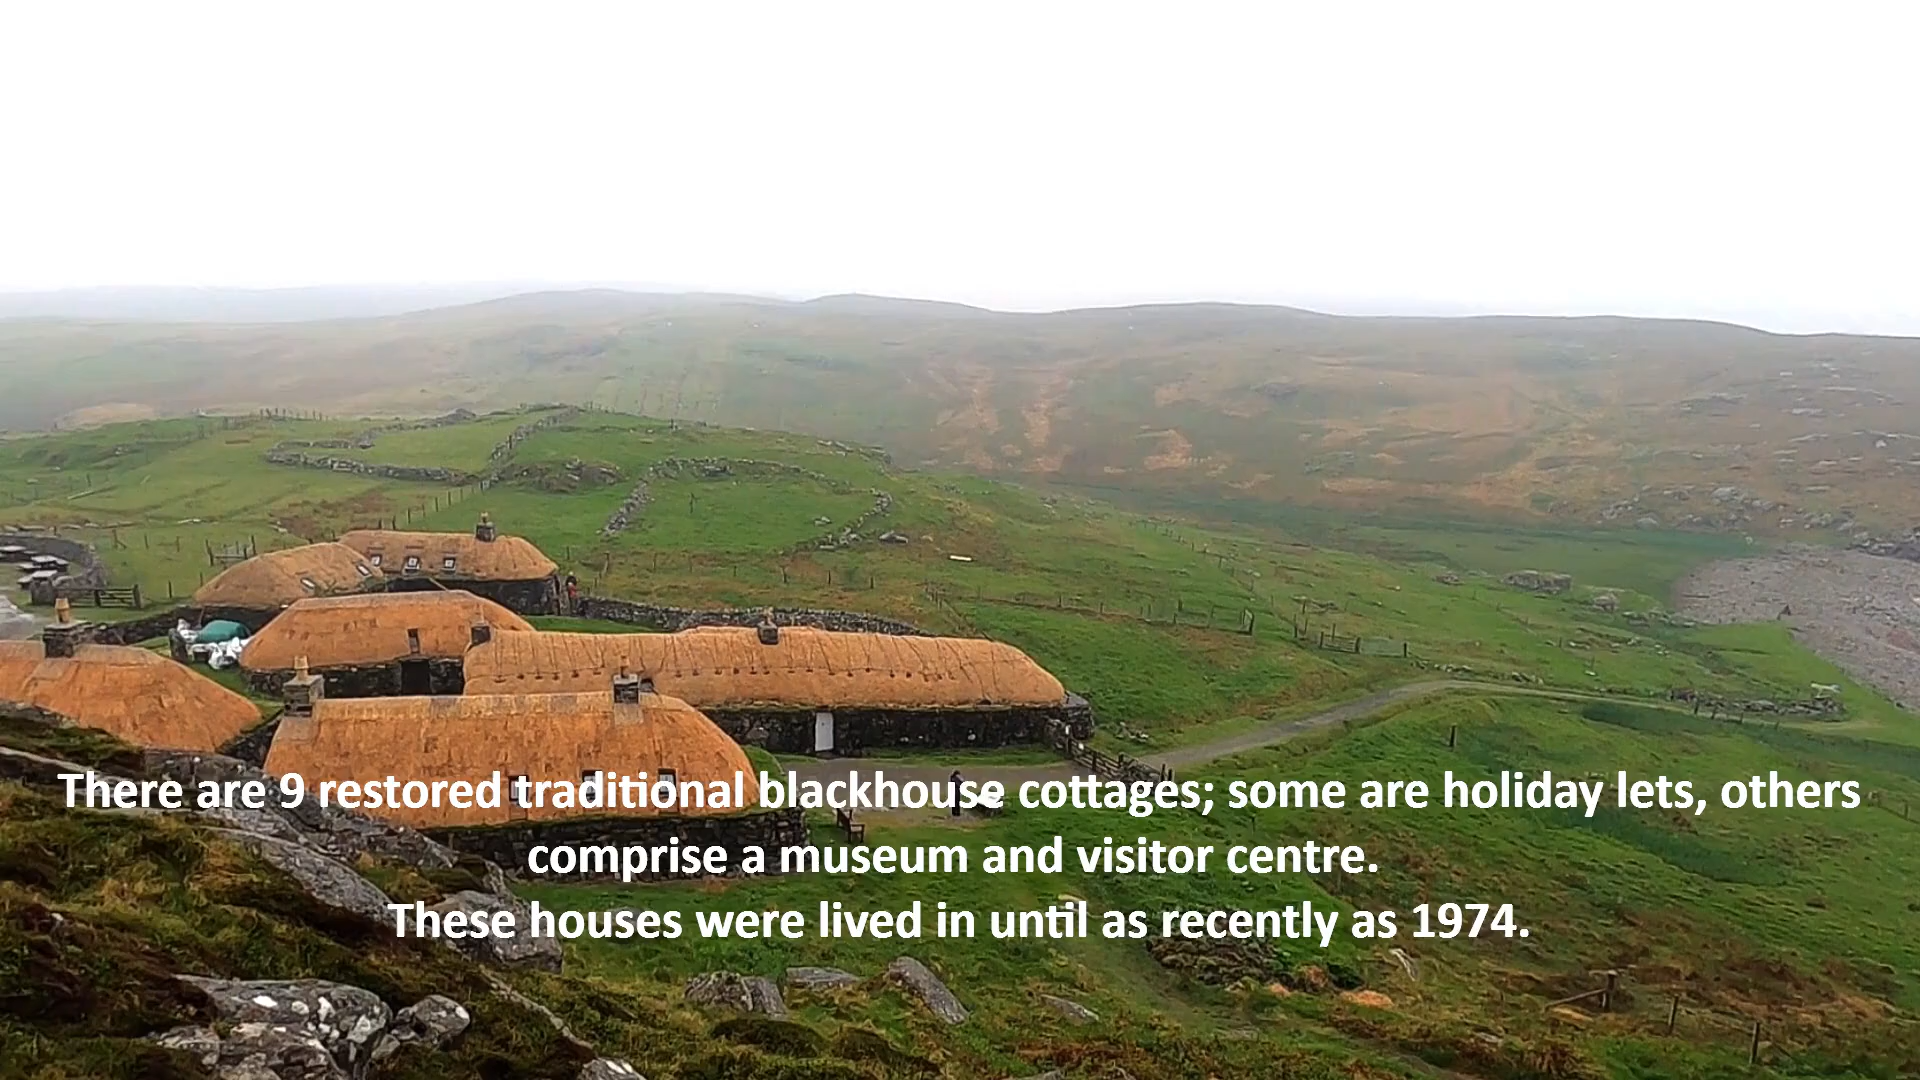 There are 9 restored traditional blackhouse cottages; some are holiday lets, others
comprise a museum and visitor centre.
These houses were lived in until as recently as 1974.